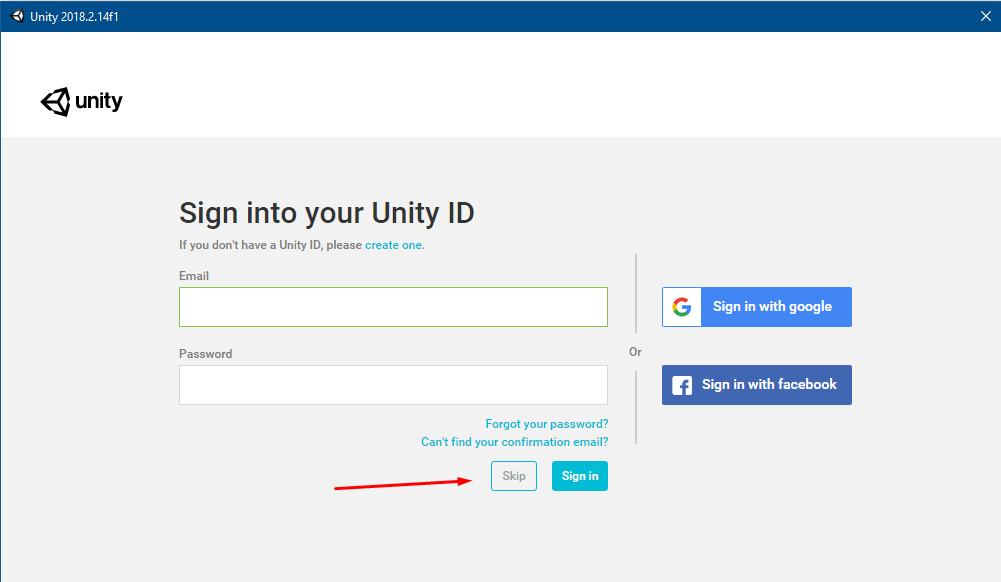 Unity 2018.2.14f1
unity
Sign into your Unity ID
If you don't have a Unity ID, please create one.
Email
Password
Forgot your password?
Can't find your confirmation email?
Skip
Sign in
Or
Sign in with google
Sign in with facebook